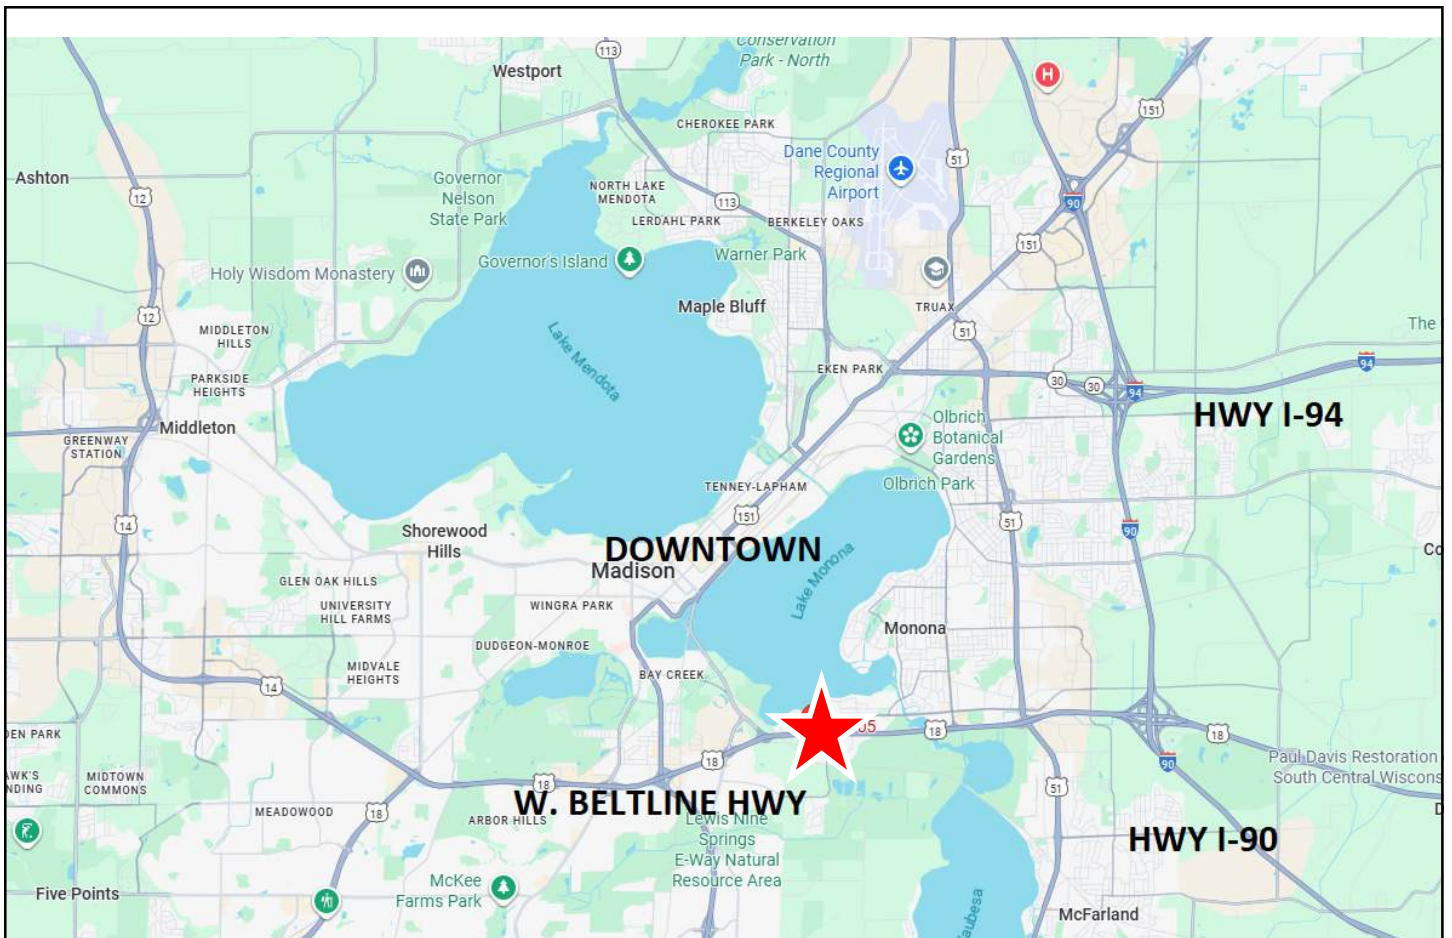 Conservation
Park - North
113
Westport
H
151
CHEROKEE PARK
Dane County
Regional
Airport
51
Ashton
Governor
Nelson
State Park
NORTH LAKE
MENDOTA
12
113
90
LERDAHL PARK
BERKELEY OAKS
151
Warner Park
Governor's Island
Holy Wisdom Monastery
Maple Bluff
TRUAX
12
MIDDLETON
HILLS
51
The
Lake Mendota
EKEN PARK
94
PARKSIDE
HEIGHTS
30
30
94
HWY I-94
Olbrich
Botanical
Gardens
Middleton
GREENWAY
STATION
Olbrich Park
TENNEY-LAPHAM
151
14
51
90
Shorewood
Hills
DOWNTOWN
Co
Madison
Lake Monona
GLEN OAK HILLS
UNIVERSITY
HILL FARMS
WINGRA PARK
Monona
DUDGEON-MONROE
MIDVALE
HEIGHTS
BAY CREEK
14
05
18
18
DEN PARK
Paul Davis Restoration
South Central Wiscons
18
90
AWK'S
NDING
MIDTOWN
COMMONS
18
51
W. BELTLINE HWY
MEADOWOOD
18
ARBOR HILLS
D
Lewis Nine
Springs
E-Way Natural
Resource Area
HWY I-90
McKee
Farms Park
Five Points
McFarland
aubesa